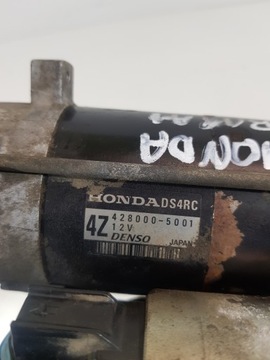 HONDA
HONDA DS4RC
4Z 428000-5001
12V
DENSO JAPAN